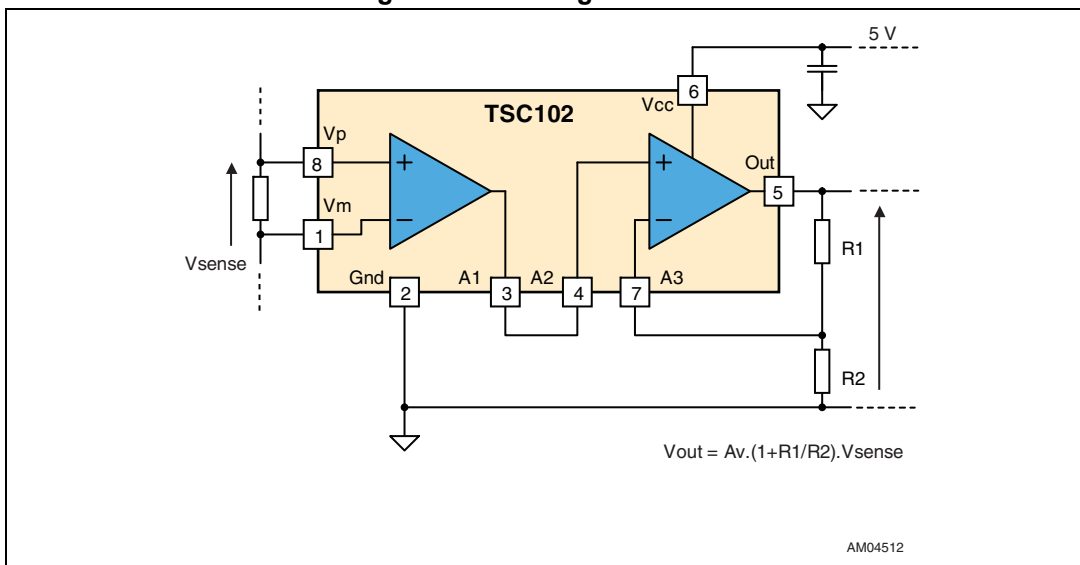 5 V
6
Vcc
TSC102
Vp
8
+
+
Out
5
Vm
−
−
1
R1
Vsense
Gnd
A1
A2
A3
2
3
4
7
R2
Vout = Av.(1+R1/R2).Vsense
AM04512